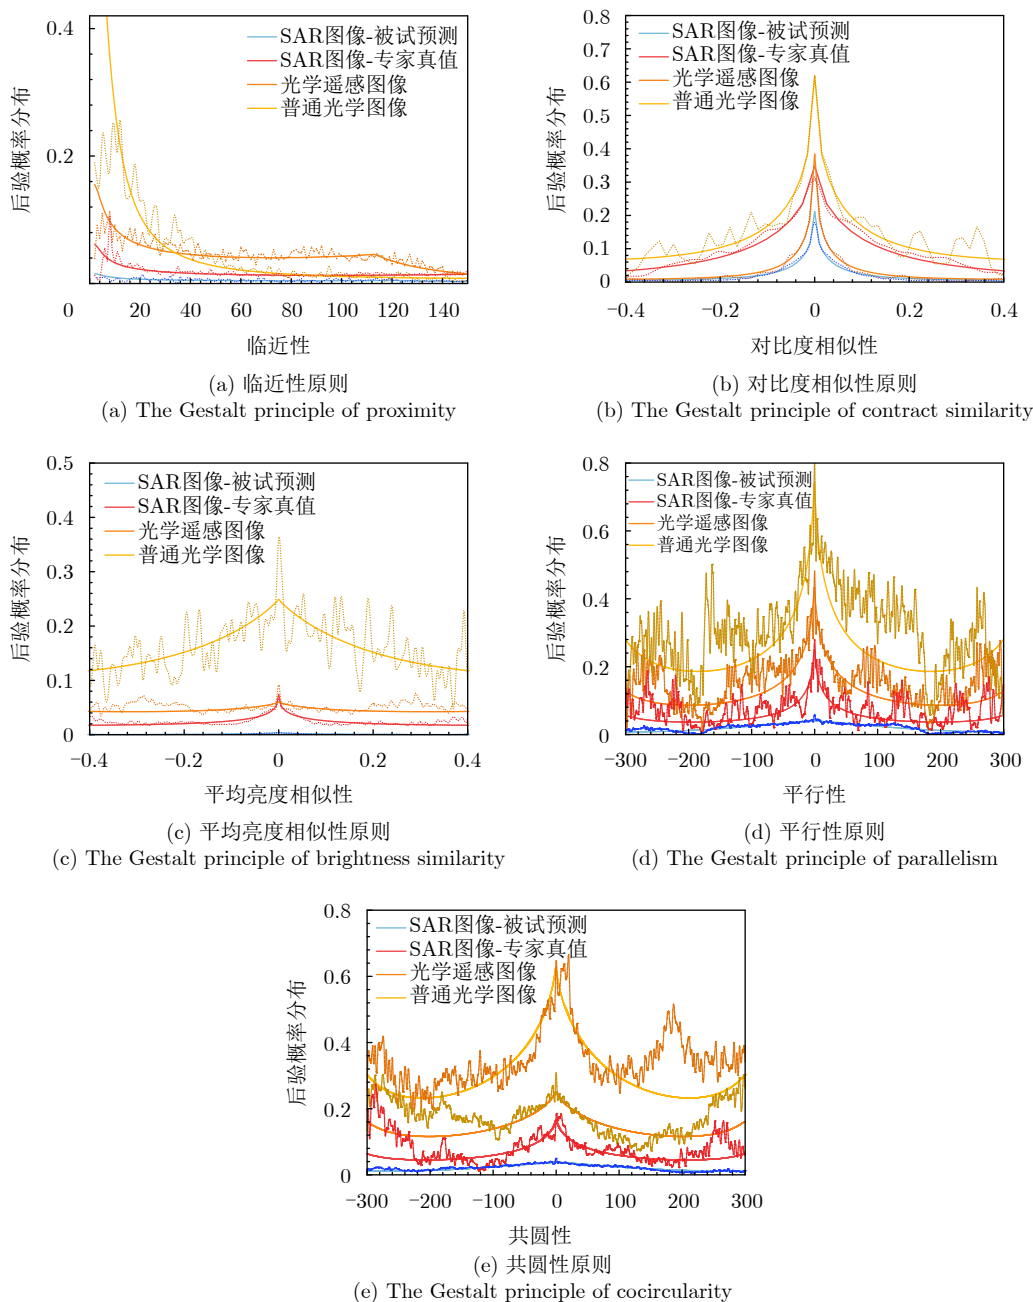 0.4
0.2
后验概率分布
SAR图像-被试预测
SAR图像-专家真值
光学遥感图像
普通光学图像
0 20 40 60 80 100 120 140
临近性
(a) 临近性原则
(a) The Gestalt principle of proximity
0.8
0.7
0.6
0.5
0.4
0.3
0.2
0.1
0
后验概率分布
SAR图像-被试预测
SAR图像-专家真值
光学遥感图像
普通光学图像
−0.4 −0.2 0 0.2 0.4
对比度相似性
(b) 对比度相似性原则
(b) The Gestalt principle of contract similarity
0.5
0.4
0.3
0.2
0.1
0
后验概率分布
SAR图像-被试预测
SAR图像-专家真值
光学遥感图像
普通光学图像
−0.4 −0.2 0 0.2 0.4
平均亮度相似性
(c) 平均亮度相似性原则
(c) The Gestalt principle of brightness similarity
0.8
0.6
0.4
0.2
0
后验概率分布
SAR图像-被试预测
SAR图像-专家真值
光学遥感图像
普通光学图像
−300 −200 −100 0 100 200 300
平行性
(d) 平行性原则
(d) The Gestalt principle of parallelism
0.8
0.6
0.4
0.2
0
后验概率分布
SAR图像-被试预测
SAR图像-专家真值
光学遥感图像
普通光学图像
−300 −200 −100 0 100 200 300
共圆性
(e) 共圆性原则
(e) The Gestalt principle of cocircularity